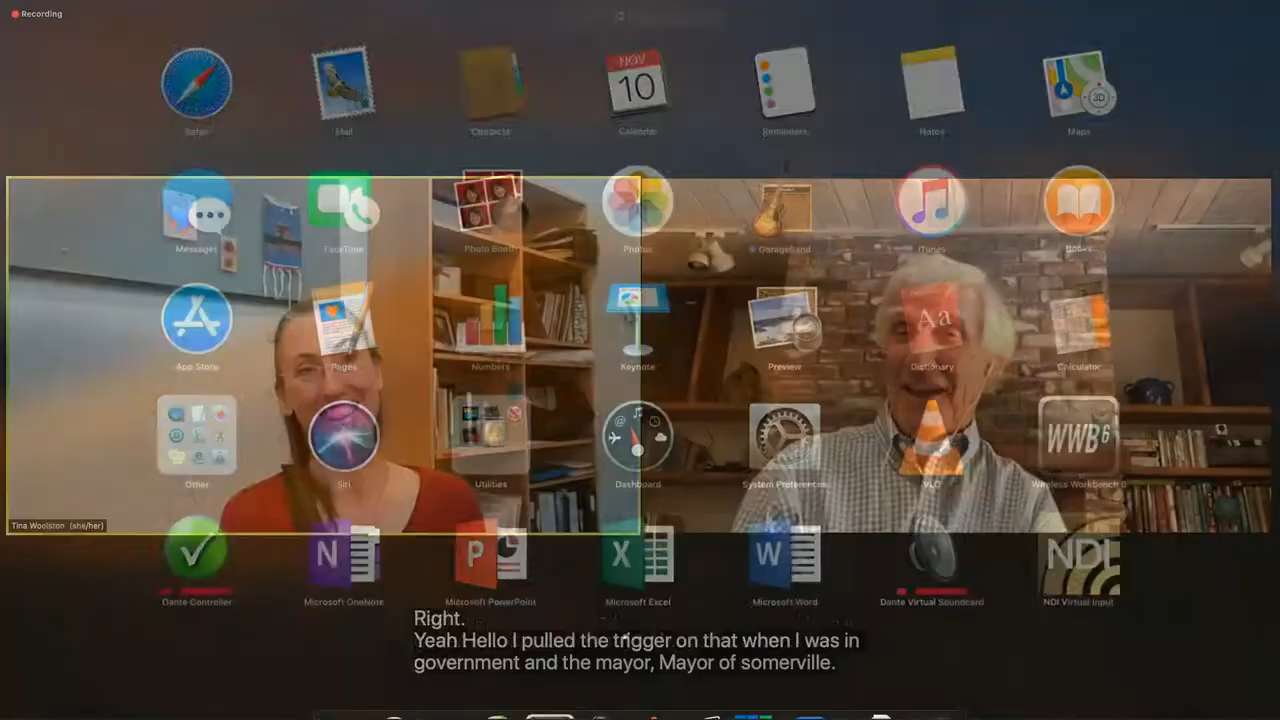 Recording
Safari
Mail
Contacts
NOV
10
Calendar
Reminders
Notes
3D
Maps
Messages
FaceTime
Photo Booth
Photos
GarageBand
iTunes
Books
App Store
Pages
Numbers
Keynote
Preview
Aa
Dictionary
Calculator
Other
Siri
Utilities
Dashboard
System Preferences
VLC
WWB6
Wireless Workbench 6
Tina Woolston (she/her)
Dante Controller
N
Microsoft OneNote
P
Microsoft PowerPoint
X
Microsoft Excel
W
Microsoft Word
Dante Virtual Soundcard
NDI
NDI Virtual Input
Right.
Yeah Hello I pulled the trigger on that when I was in
government and the mayor, Mayor of somerville.